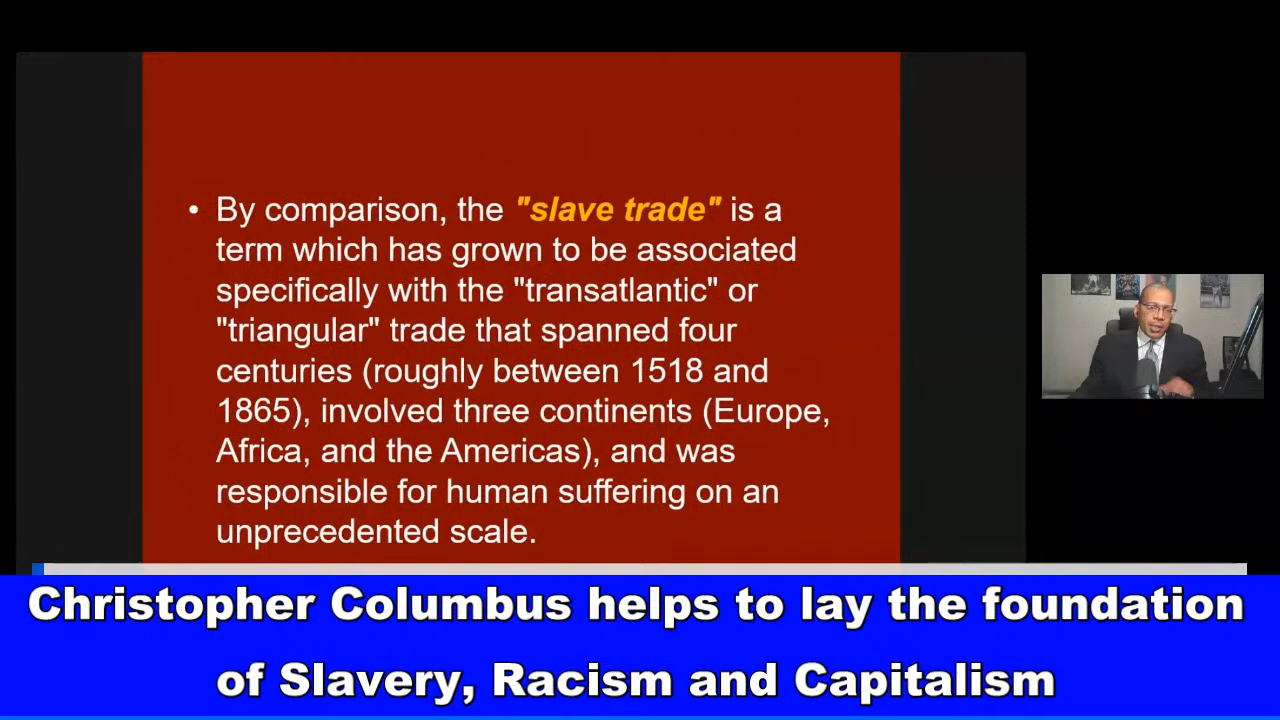 • By comparison, the "slave trade" is a
term which has grown to be associated
specifically with the "transatlantic" or
"triangular" trade that spanned four
centuries (roughly between 1518 and
1865), involved three continents (Europe,
Africa, and the Americas), and was
responsible for human suffering on an
unprecedented scale.
Christopher Columbus helps to lay the foundation
of Slavery, Racism and Capitalism